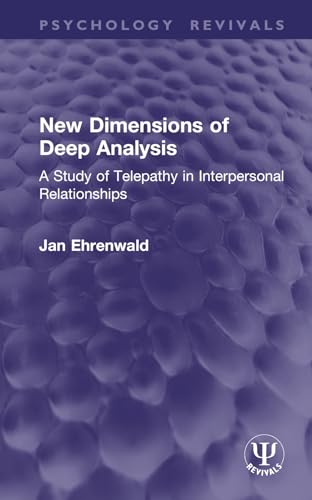 PSYCHOLOGY REVIVALS
New Dimensions of
Deep Analysis
A Study of Telepathy in Interpersonal
Relationships
Jan Ehrenwald
Ψ
REVIVALS